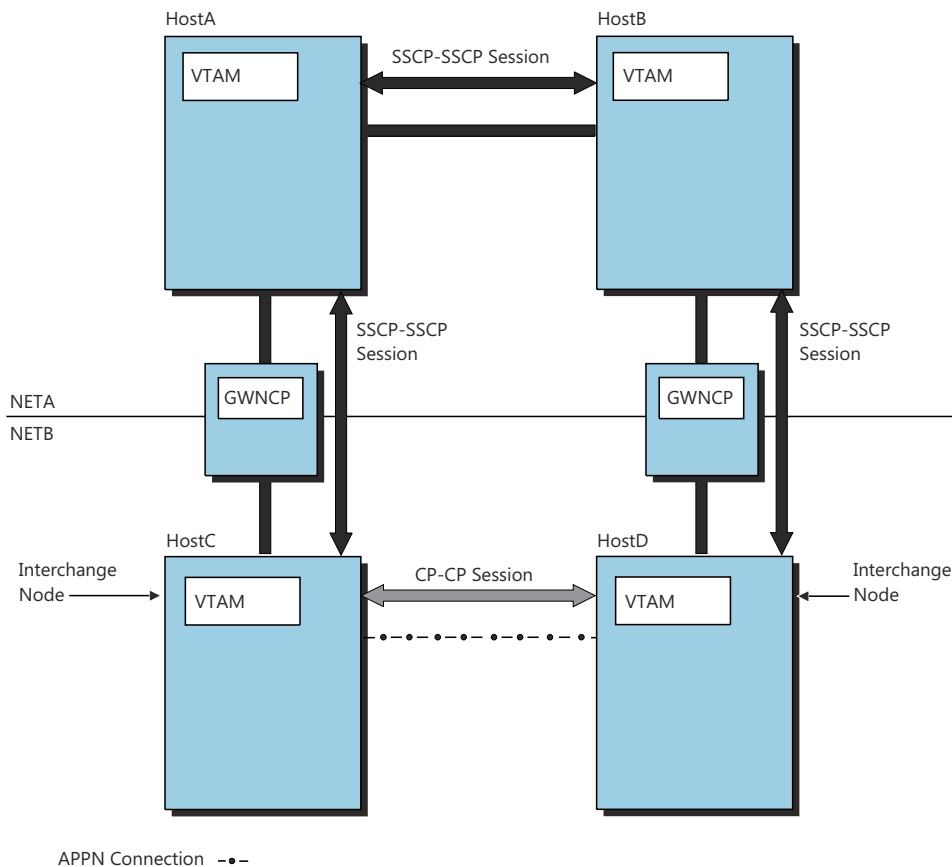 HostA
HostB
VTAM
SSCP-SSCP Session
VTAM
SSCP-SSCP
Session
SSCP-SSCP
Session
GWNCP
GWNCP
NETA
NETB
HostC
HostD
Interchange
Node
CP-CP Session
Interchange
Node
VTAM
VTAM
APPN Connection